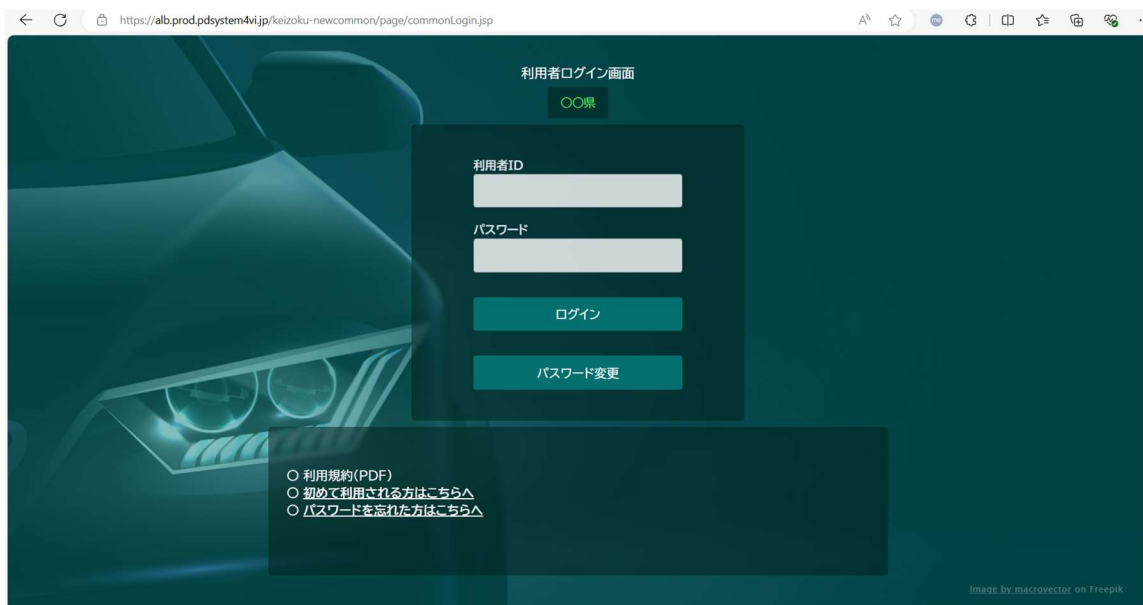 https://alb.prod.pdsystem4vi.jp/keizoku-newcommon/page/commonLogin.jsp
利用者ログイン画面
〇〇県
利用者ID
パスワード
ログイン
パスワード変更
〇 利用規約(PDF)
〇 初めて利用される方はこちらへ
〇 パスワードを忘れた方はこちらへ
Image by macrovector on Freepik